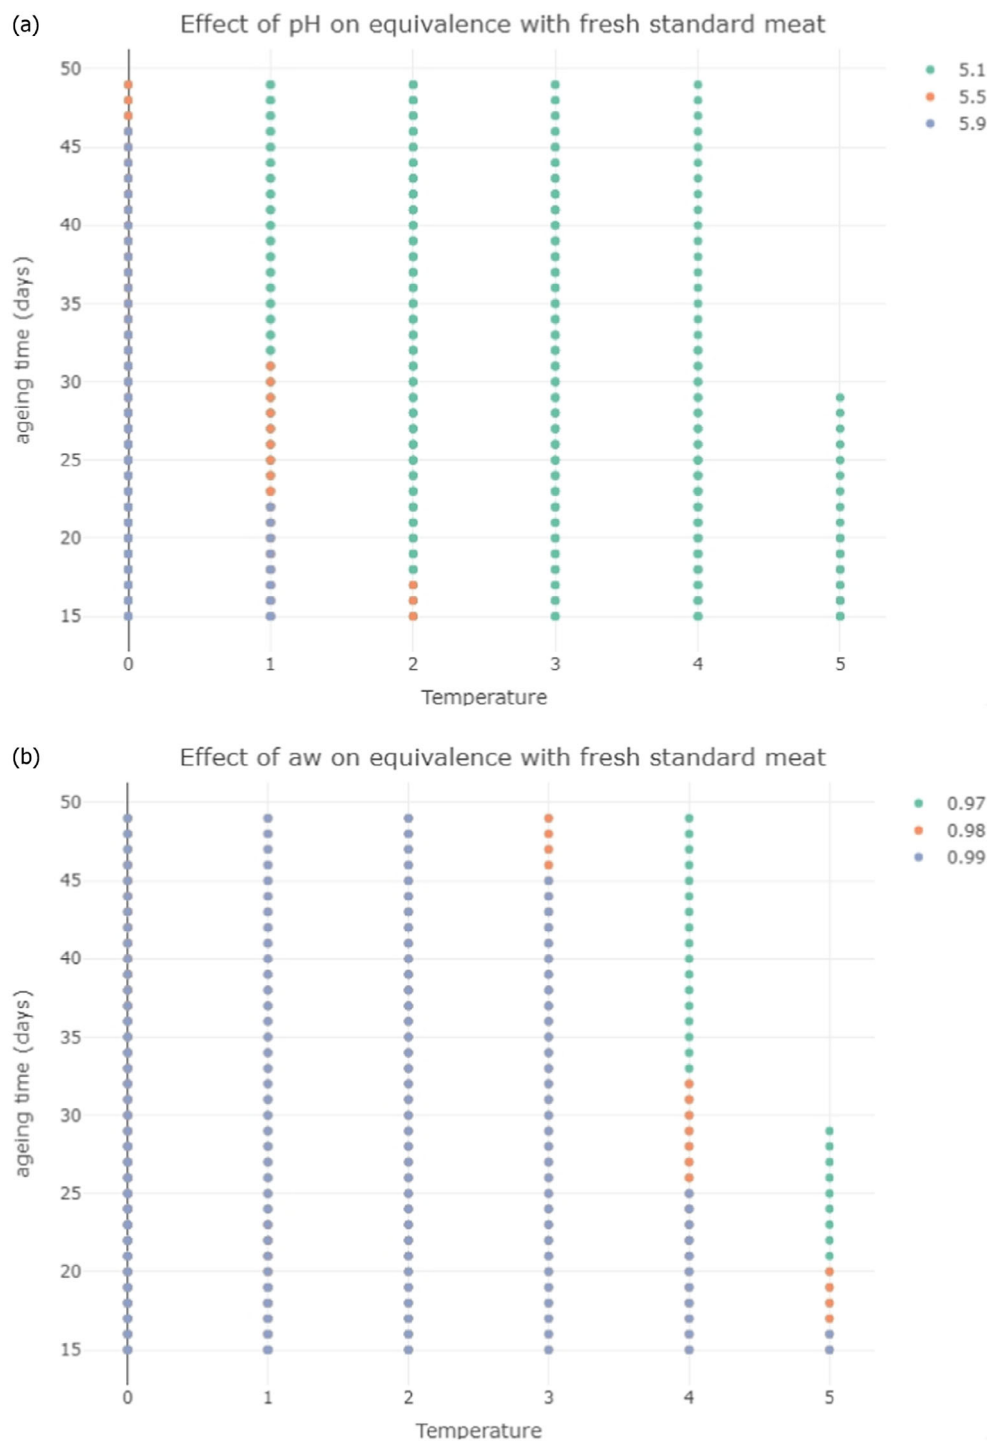 (a)
Effect of pH on equivalence with fresh standard meat
5.1
5.5
5.9
ageing time (days)
50
45
40
35
30
25
20
15
0 1 2 3 4 5
Temperature
(b)
Effect of aw on equivalence with fresh standard meat
0.97
0.98
0.99
ageing time (days)
50
45
40
35
30
25
20
15
0 1 2 3 4 5
Temperature